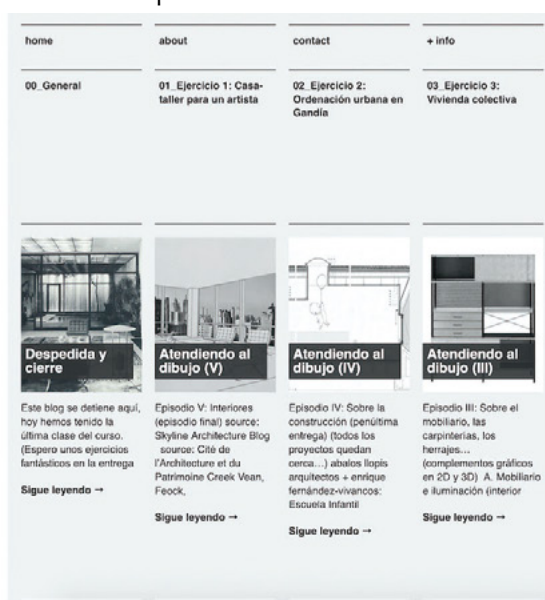 home
about
contact
+ info
00_General
01_Ejercicio 1: Casa-
taller para un artista
02_Ejercicio 2:
Ordenación urbana en
Gandía
03_Ejercicio 3:
Vivienda colectiva
Despedida y
cierre
Este blog se detiene aquí,
hoy hemos tenido la
última clase del curso.
(Espero unos ejercicios
fantásticos en la entrega
Sigue leyendo →
Atendiendo al
dibujo (V)
Episodio V: Interiores
(episodio final) source:
Skyline Architecture Blog
source: Cité de
l'Architecture et du
Patrimoine Creek Vean,
Feock,
Sigue leyendo →
Atendiendo al
dibujo (IV)
Episodio IV: Sobre la
construcción (penúltima
entrega) (todos los
proyectos quedan
cerca...) abalos llopis
arquitectos + enrique
fernández-vivancos:
Escuela Infantil
Sigue leyendo →
Atendiendo al
dibujo (III)
Episodio III: Sobre el
mobiliario, las
carpinterias, los
herrajes...
(complementos gráficos
en 2D y 3D) A. Mobiliario
e iluminación (interior
Sigue leyendo →